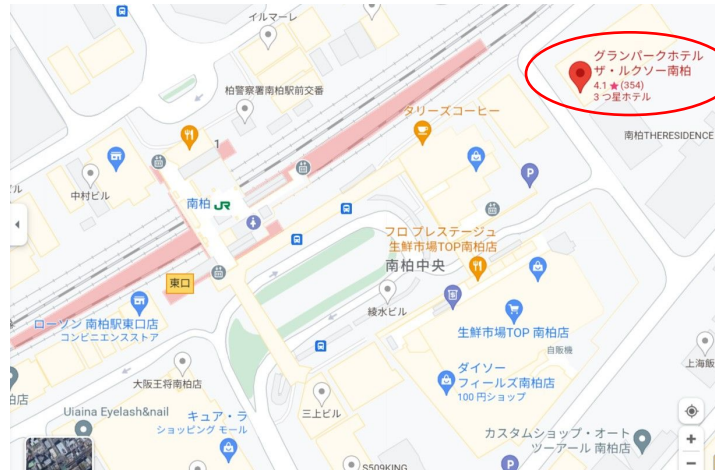 イルマーレ
グランパークホテル
ザ・ルクソー南柏
4.1 ★ (354)
3 つ星ホテル
柏警察署南柏駅前交番
タリーズコーヒー
南柏THERESIDENCE
1
中村ビル
ビル
南柏 JR
P
フロ プレステージュ
生鮮市場TOP南柏店
南柏中央
東口
綾水ビル
ローソン 南柏駅東口店
コンビニエンスストア
生鮮市場TOP 南柏店
自販機
上海飯
ダイソー
フィールズ南柏店
100 円ショップ
大阪王将南柏店
柏店
Uiaina Eyelash&nail
キュア・ラ
ショッピング モール
三上ビル
カスタムショップ・オート
ツーアール 南柏店
S509KING
P
+
−